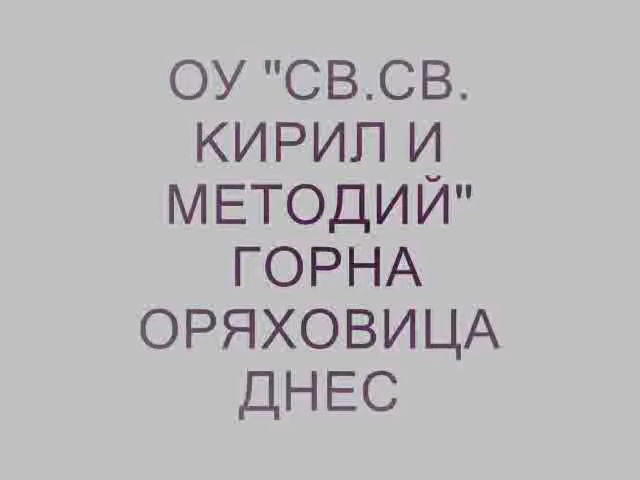 ОУ "СВ.СВ.
КИРИЛ И
МЕТОДИЙ"
ГОРНА
ОРЯХОВИЦА
ДНЕС